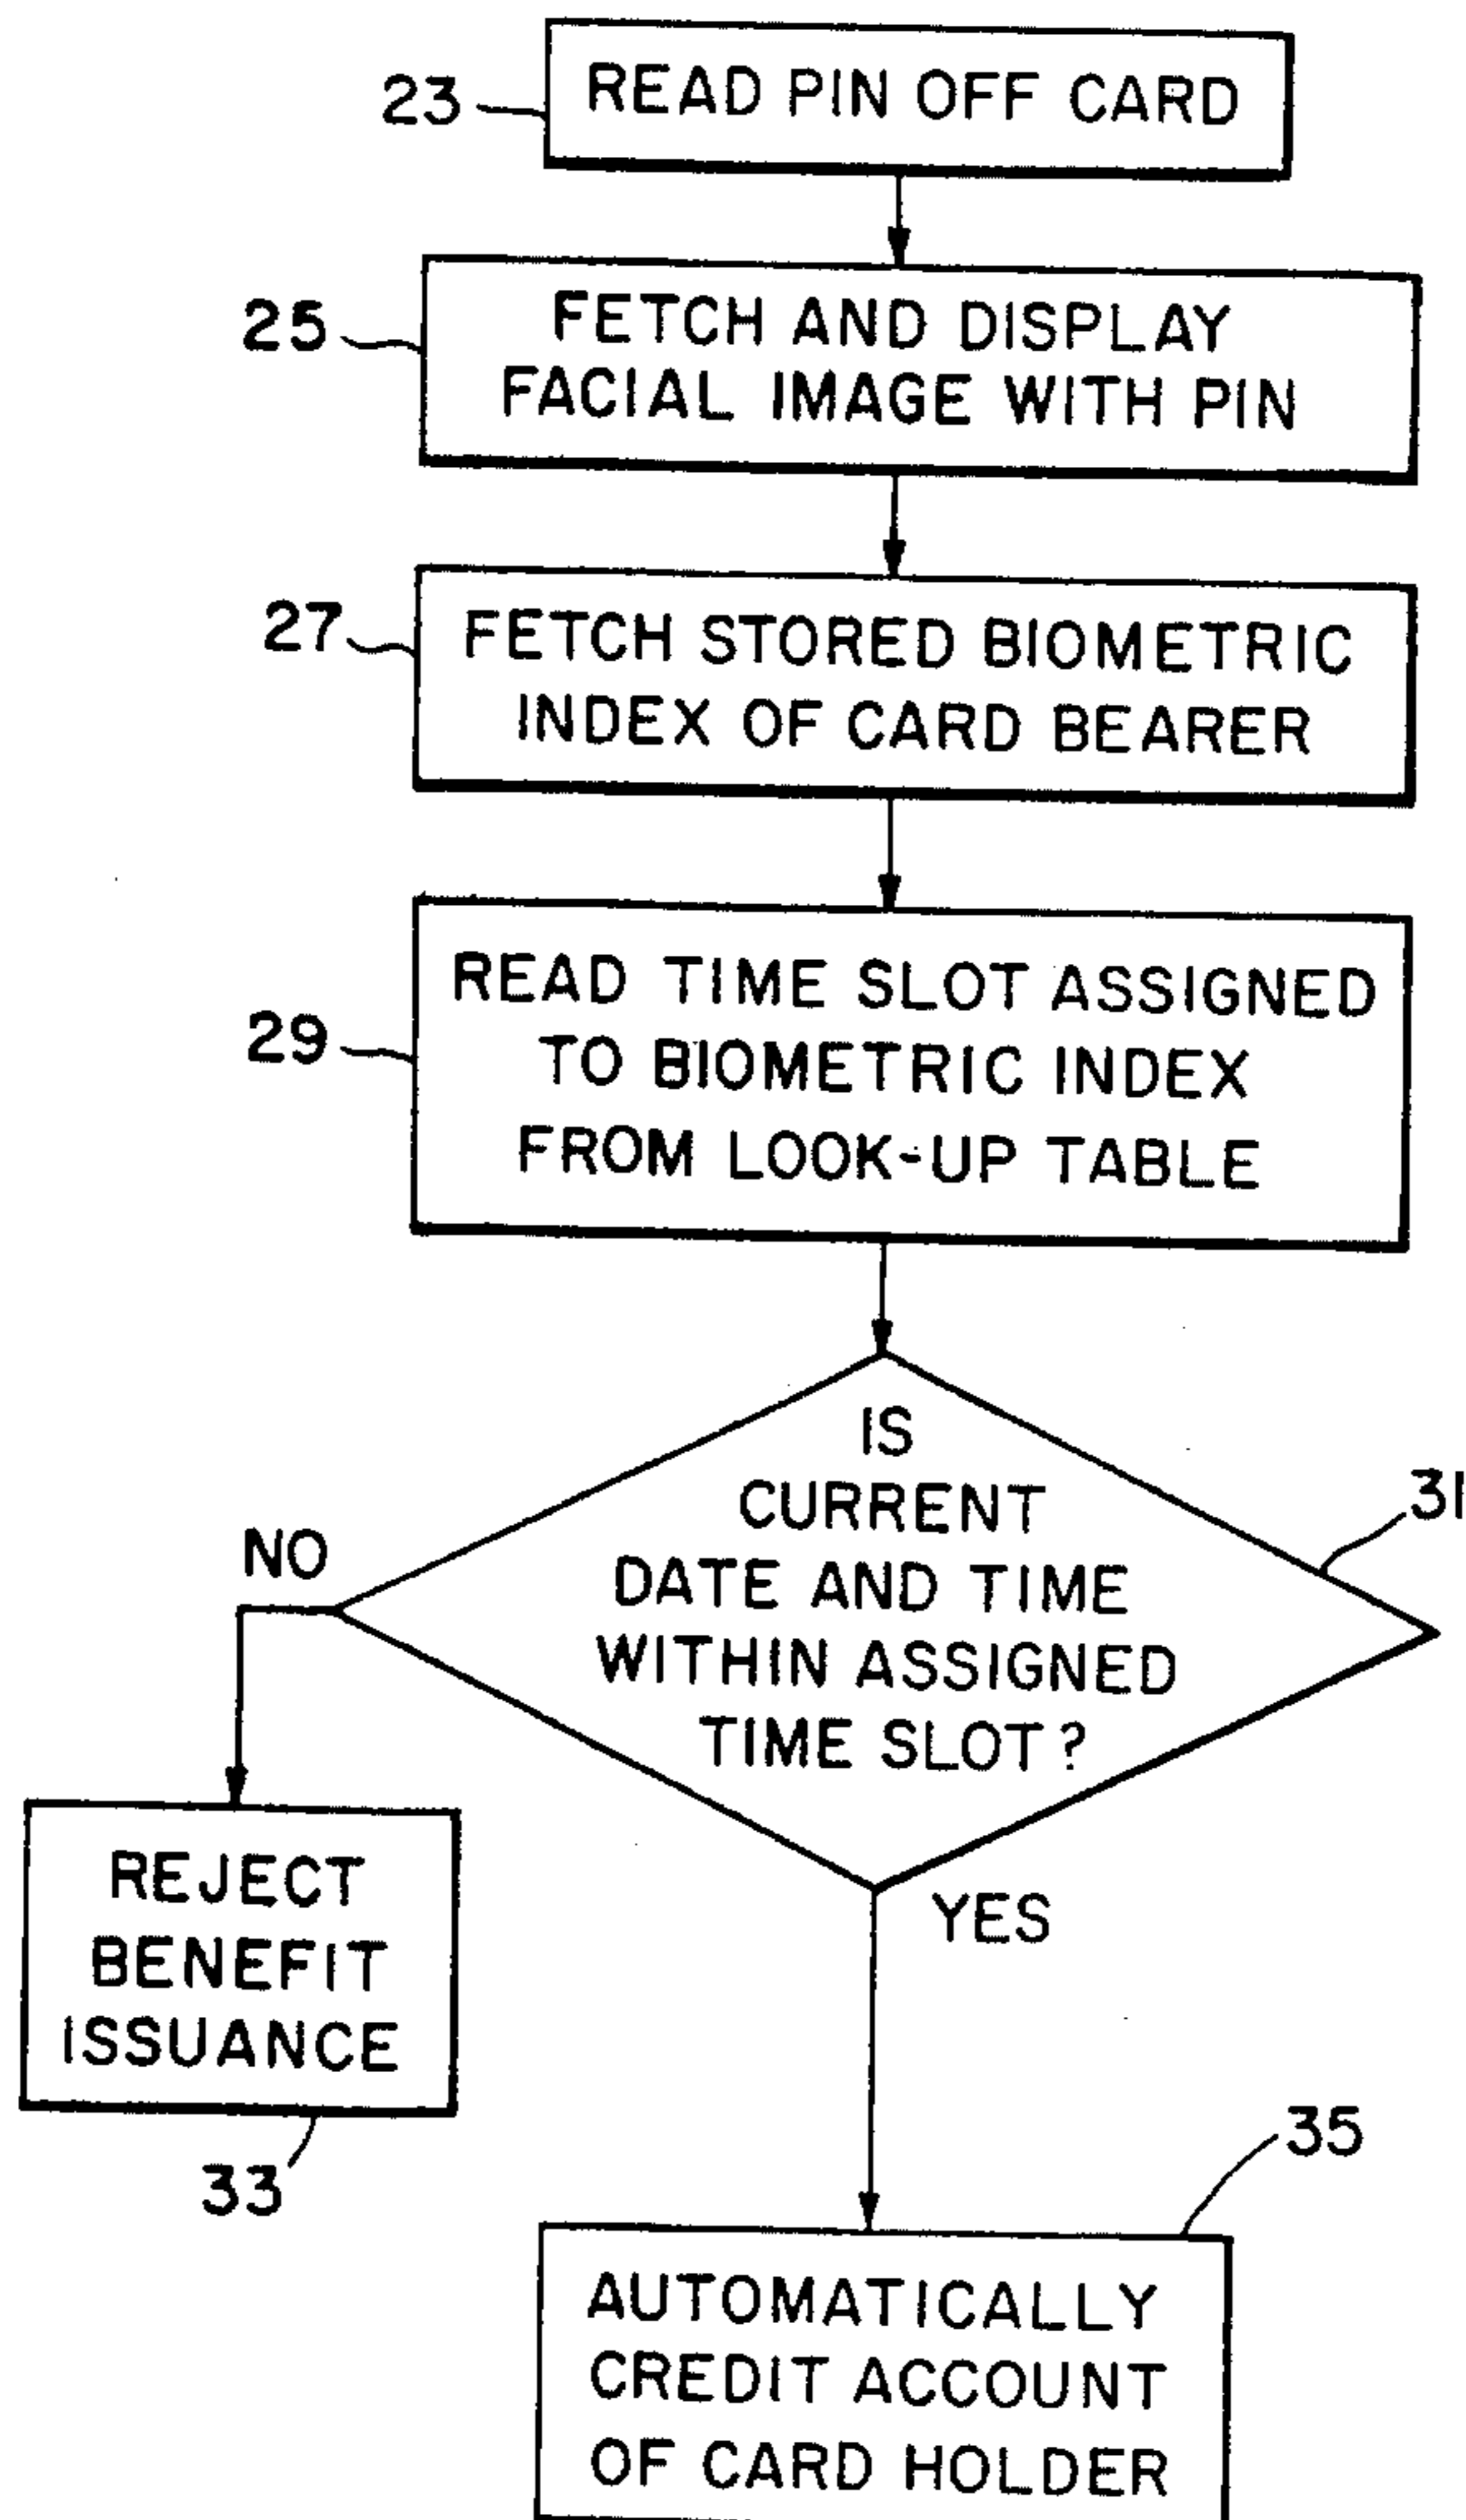 23
READ PIN OFF CARD
25
FETCH AND DISPLAY
FACIAL IMAGE WITH PIN
27
FETCH STORED BIOMETRIC
INDEX OF CARD BEARER
29
READ TIME SLOT ASSIGNED
TO BIOMETRIC INDEX
FROM LOOK-UP TABLE
IS
CURRENT
DATE AND TIME
WITHIN ASSIGNED
TIME SLOT?
31
NO
YES
REJECT
BENEFIT
ISSUANCE
33
35
AUTOMATICALLY
CREDIT ACCOUNT
OF CARD HOLDER